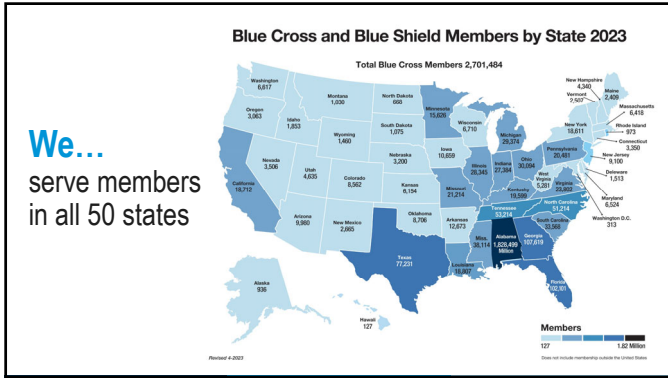 Blue Cross and Blue Shield Members by State 2023
Total Blue Cross Members 2,701,484
We…
serve members
in all 50 states
Washington
6,617
Oregon
3,063
Idaho
1,853
Montana
1,030
North Dakota
668
Minnesota
15,626
South Dakota
1,075
Wyoming
1,460
Wisconsin
6,710
Michigan
29,374
New Hampshire
4,340
Vermont
2,507
Maine
2,409
Massachusetts
6,418
New York
18,611
Rhode Island
973
Connecticut
3,350
New Jersey
9,100
Delaware
1,513
Maryland
6,524
Washington D.C.
313
Pennsylvania
20,481
Nevada
3,506
Utah
4,635
Colorado
8,562
Nebraska
3,200
Iowa
10,659
Illinois
28,345
Indiana
27,384
Ohio
30,094
West
Virginia
5,281
Virginia
23,603
California
18,712
Kansas
6,154
Missouri
21,214
Kentucky
19,599
North Carolina
51,214
Tennessee
53,214
South Carolina
33,568
Arizona
9,960
New Mexico
2,665
Oklahoma
8,706
Arkansas
12,673
Texas
77,231
Louisiana
18,807
Miss.
38,114
Alabama
1,828,499
Million
Georgia
107,619
Florida
102,101
Alaska
936
Hawaii
127
Members
127
1.82 Million
Does not include membership outside the United States
Revised 4-2023